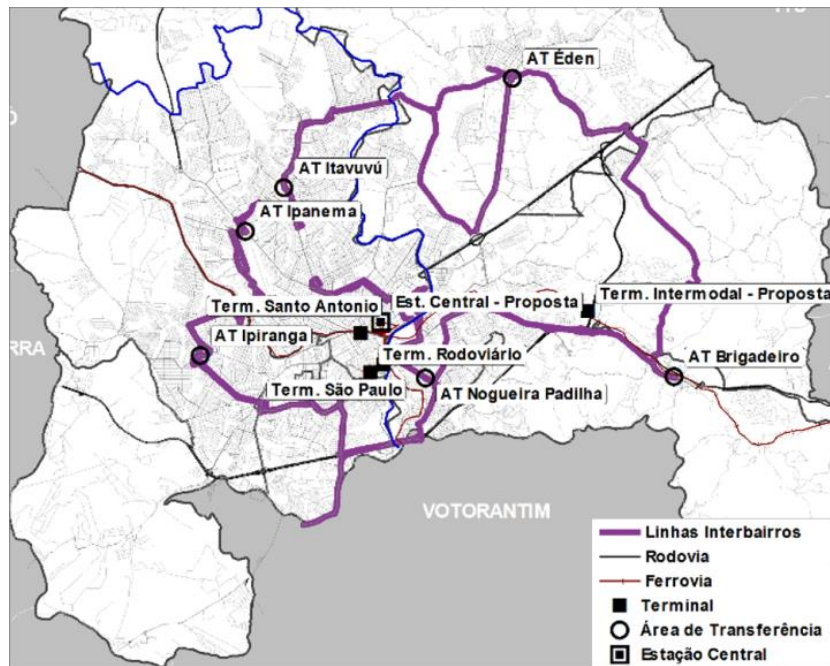 AT Éden
AT Itavuvú
AT Ipanema
Term. Santo Antonio
Est. Central - Proposta
Term. Intermodal - Proposta
AT Ipiranga
Term. Rodoviário
AT Brigadeiro
Term. São Paulo
AT Nogueira Padilha
VOTORANTIM
Linhas Interbairros
Rodovia
Ferrovia
Terminal
Área de Transferência
Estação Central